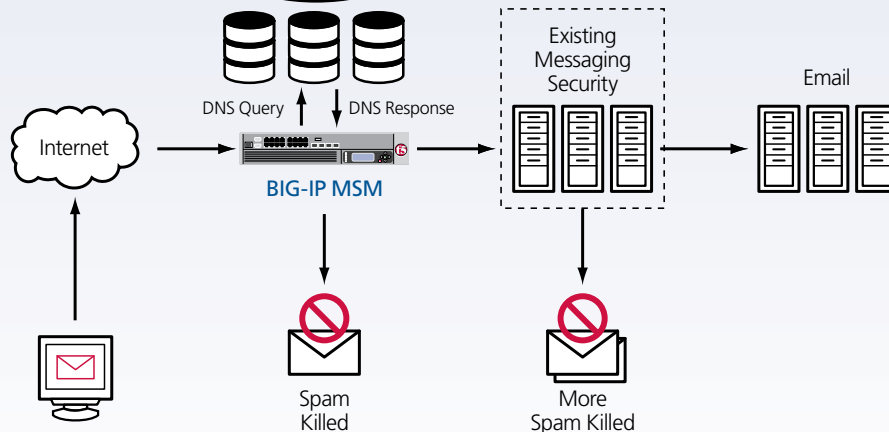 Existing
Messaging
Security
Email
DNS Query
DNS Response
Internet
BIG-IP MSM
Spam
Killed
More
Spam Killed